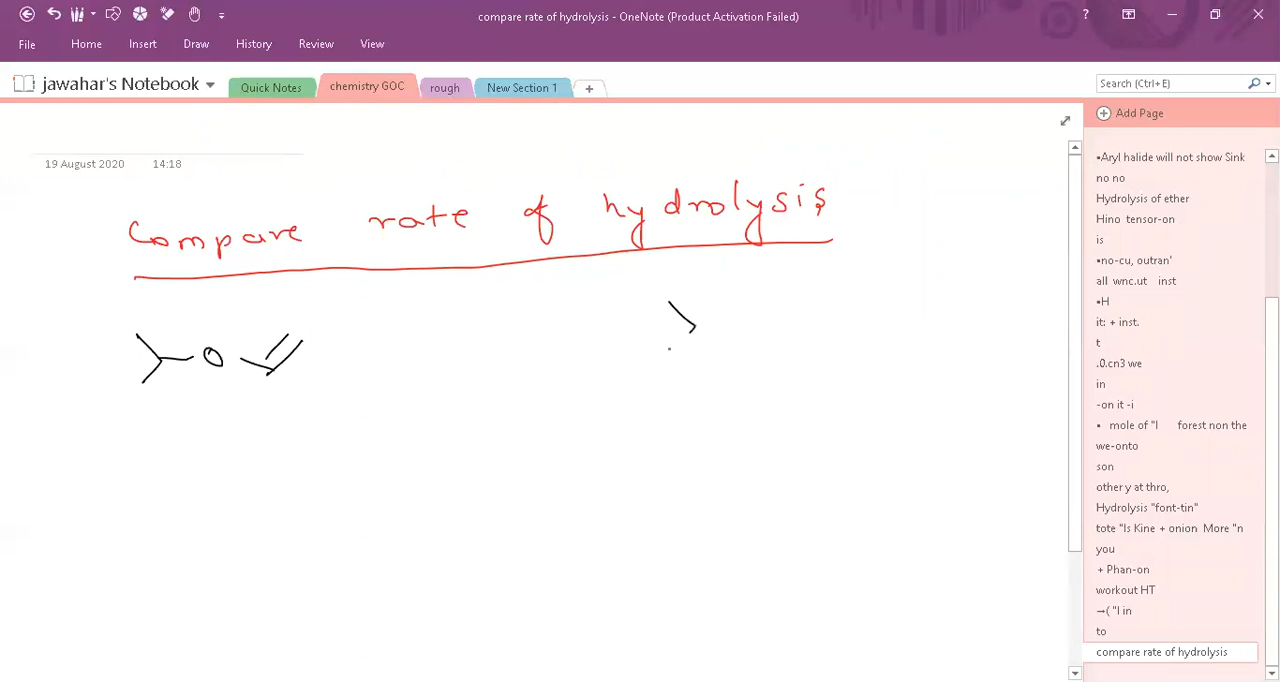 compare rate of hydrolysis - OneNote (Product Activation Failed)
?
File Home Insert Draw History Review View
jawahar's Notebook
Quick Notes chemistry GOC rough New Section 1 +
Search (Ctrl+E)
Add Page
19 August 2020 14:18
Compare rate of hydrolysis
O
•Aryl halide will not show Sink
no no
Hydrolysis of ether
Hino tensor-on
is
•no-cu, outran'
all wnc.ut inst
•H
it: + inst.
t
.0.cn3 we
in
-on it -i
• mole of "I forest non the
we-onto
son
other y at thro,
Hydrolysis "font-tin"
tote "Is Kine + onion More "n
you
+ Phan-on
workout HT
→( "I in
to
compare rate of hydrolysis